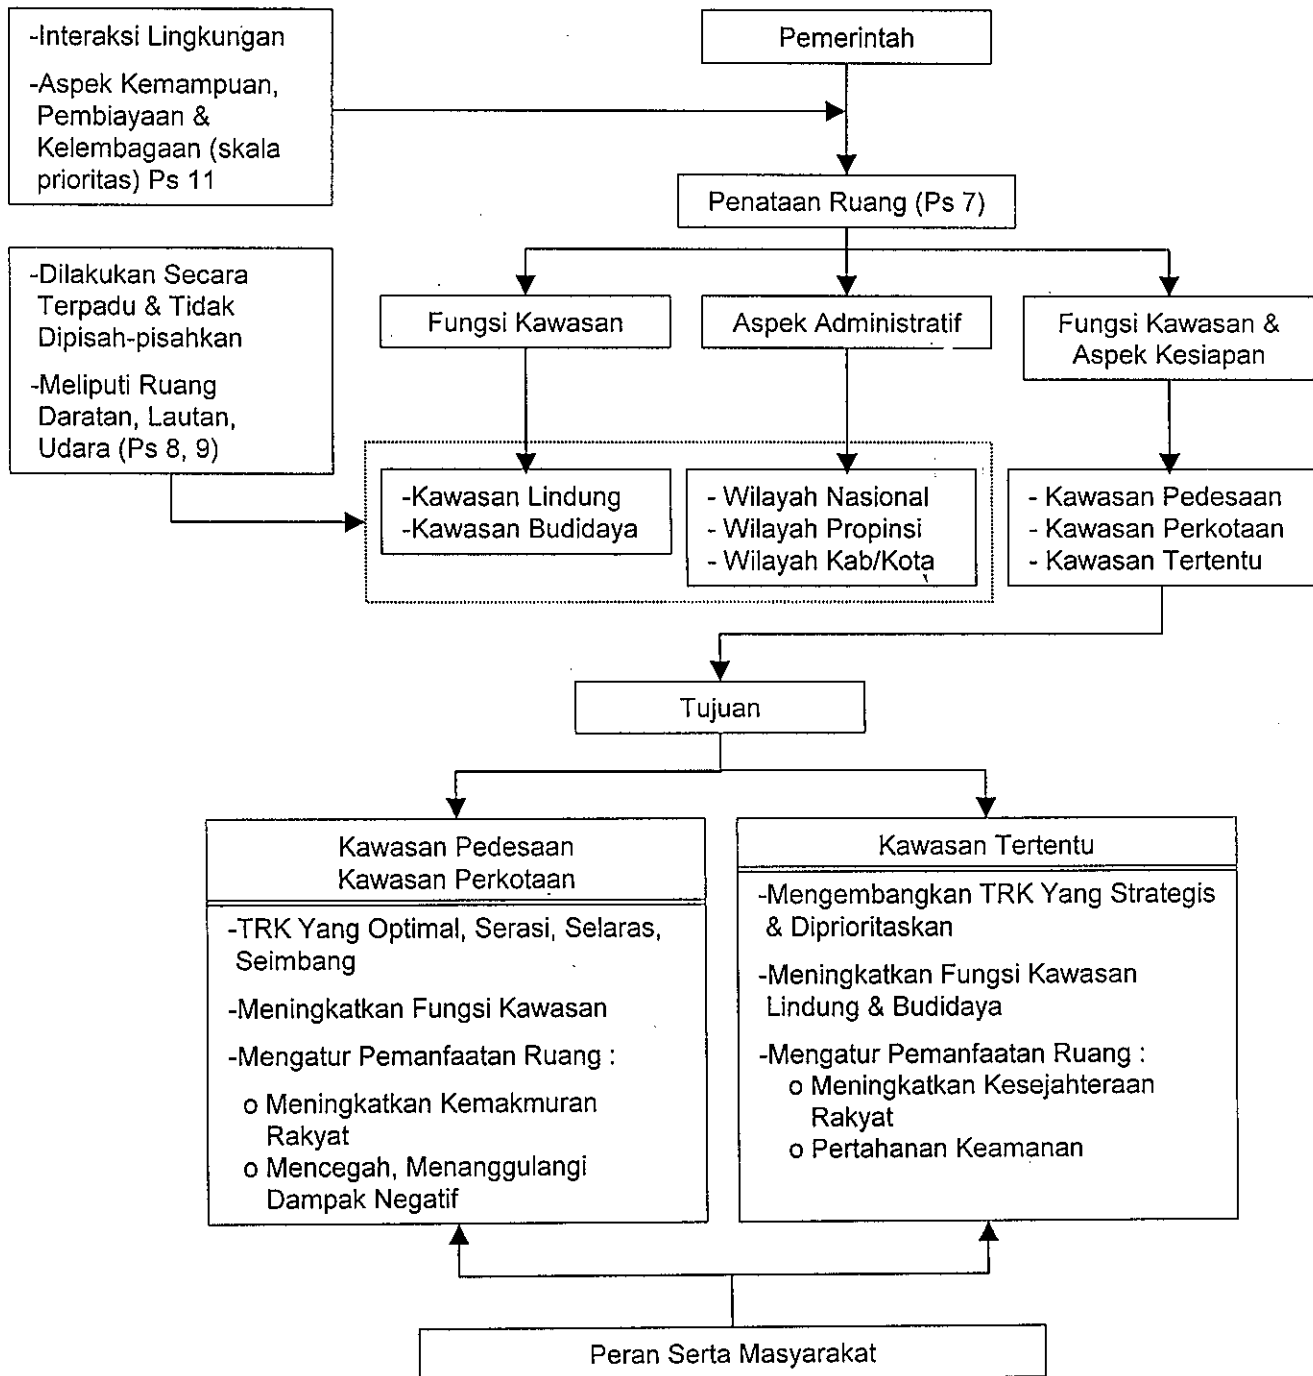 -Interaksi Lingkungan
-Aspek Kemampuan,
Pembiayaan &
Kelembagaan (skala
prioritas) Ps 11
Pemerintah
Penataan Ruang (Ps 7)
-Dilakukan Secara
Terpadu & Tidak
Dipisah-pisahkan
-Meliputi Ruang
Daratan, Lautan,
Udara (Ps 8, 9)
Fungsi Kawasan
Aspek Administratif
Fungsi Kawasan &
Aspek Kesiapan
-Kawasan Lindung
-Kawasan Budidaya
- Wilayah Nasional
- Wilayah Propinsi
- Wilayah Kab/Kota
- Kawasan Pedesaan
- Kawasan Perkotaan
- Kawasan Tertentu
Tujuan
Kawasan Pedesaan
Kawasan Perkotaan
-TRK Yang Optimal, Serasi, Selaras,
Seimbang
-Meningkatkan Fungsi Kawasan
-Mengatur Pemanfaatan Ruang :
o Meningkatkan Kemakmuran
Rakyat
o Mencegah, Menanggulangi
Dampak Negatif
Kawasan Tertentu
-Mengembangkan TRK Yang Strategis
& Diprioritaskan
-Meningkatkan Fungsi Kawasan
Lindung & Budidaya
-Mengatur Pemanfaatan Ruang :
o Meningkatkan Kesejahteraan
Rakyat
o Pertahanan Keamanan
Peran Serta Masyarakat